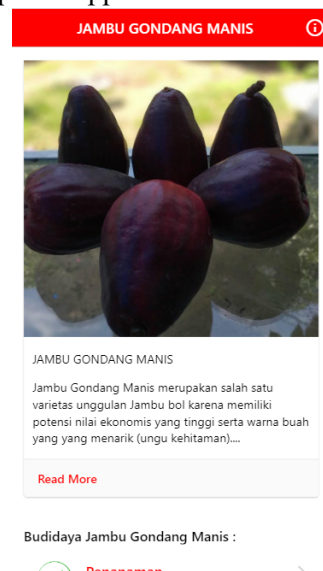 JAMBU GONDANG MANIS
JAMBU GONDANG MANIS
Jambu Gondang Manis merupakan salah satu
varietas unggulan Jambu bol karena memiliki
potensi nilai ekonomis yang tinggi serta warna buah
yang yang menarik (ungu kehitaman)....
Read More
Budidaya Jambu Gondang Manis :